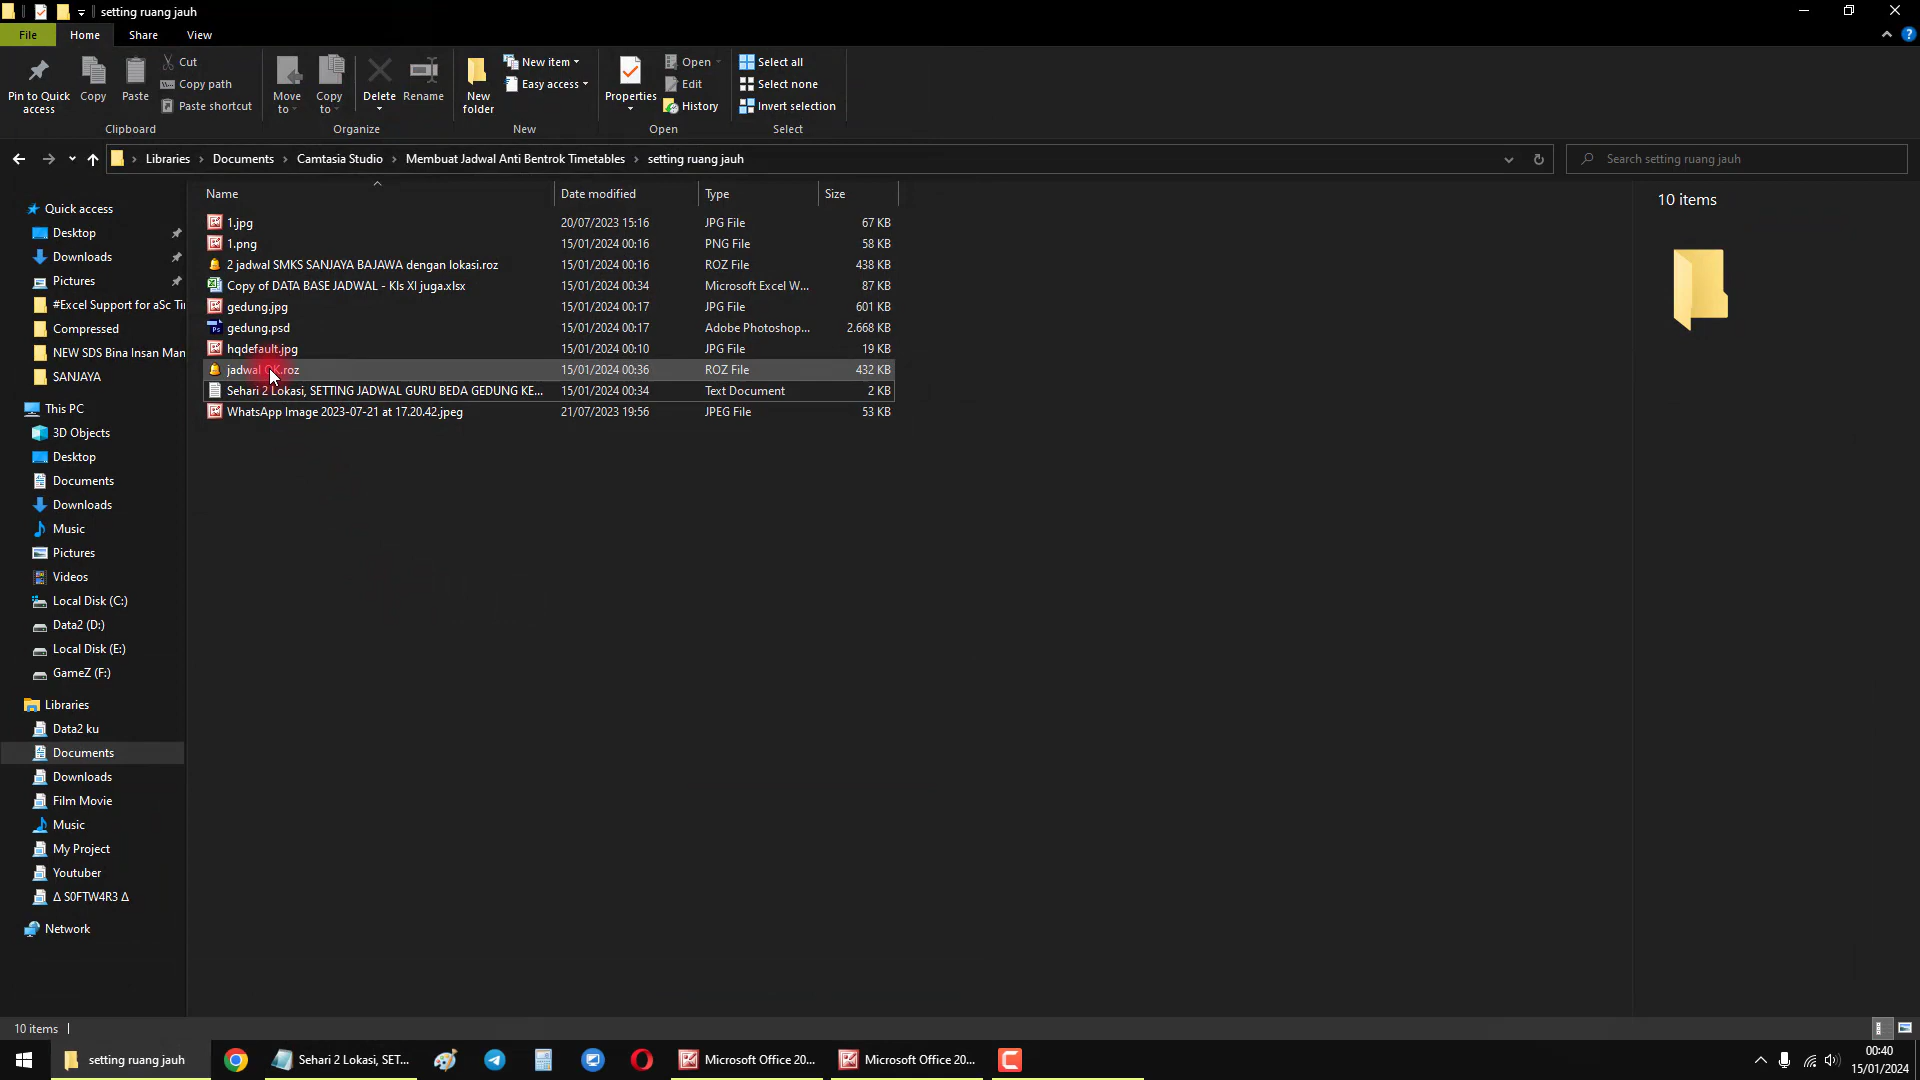 setting ruang jauh
File Home Share View
Pin to Quick access
Copy
Paste
Cut
Copy path
Paste shortcut
Clipboard
Move to
Copy to
Delete
Rename
Organize
New folder
New item
Easy access
New
Properties
Open
Edit
History
Open
Select all
Select none
Invert selection
Select
Libraries Documents Camtasia Studio Membuat Jadwal Anti Bentrok Timetables setting ruang jauh
Search setting ruang jauh
Name Date modified Type Size
1.jpg 20/07/2023 15:16 JPG File 67 KB
1.png 15/01/2024 00:16 PNG File 58 KB
2 jadwal SMKS SANJAYA BAJAWA dengan lokasi.roz 15/01/2024 00:16 ROZ File 438 KB
Copy of DATA BASE JADWAL - Kls XI juga.xlsx 15/01/2024 00:34 Microsoft Excel W... 87 KB
gedung.jpg 15/01/2024 00:17 JPG File 601 KB
gedung.psd 15/01/2024 00:17 Adobe Photoshop... 2.668 KB
hqdefault.jpg 15/01/2024 00:10 JPG File 19 KB
jadwal OK.roz 15/01/2024 00:36 ROZ File 432 KB
Sehari 2 Lokasi, SETTING JADWAL GURU BEDA GEDUNG KE... 15/01/2024 00:34 Text Document 2 KB
WhatsApp Image 2023-07-21 at 17.20.42.jpeg 21/07/2023 19:56 JPEG File 53 KB
10 items
Quick access
Desktop
Downloads
Pictures
#Excel Support for aSc Ti
Compressed
NEW SDS Bina Insan Man
SANJAYA
This PC
3D Objects
Desktop
Documents
Downloads
Music
Pictures
Videos
Local Disk (C:)
Data2 (D:)
Local Disk (E:)
GameZ (F:)
Libraries
Data2 ku
Documents
Downloads
Film Movie
Music
My Project
Youtuber
Δ S0FTW4R3 Δ
Network
10 items
setting ruang jauh
Sehari 2 Lokasi, SET...
Microsoft Office 20...
Microsoft Office 20...
00:40
15/01/2024